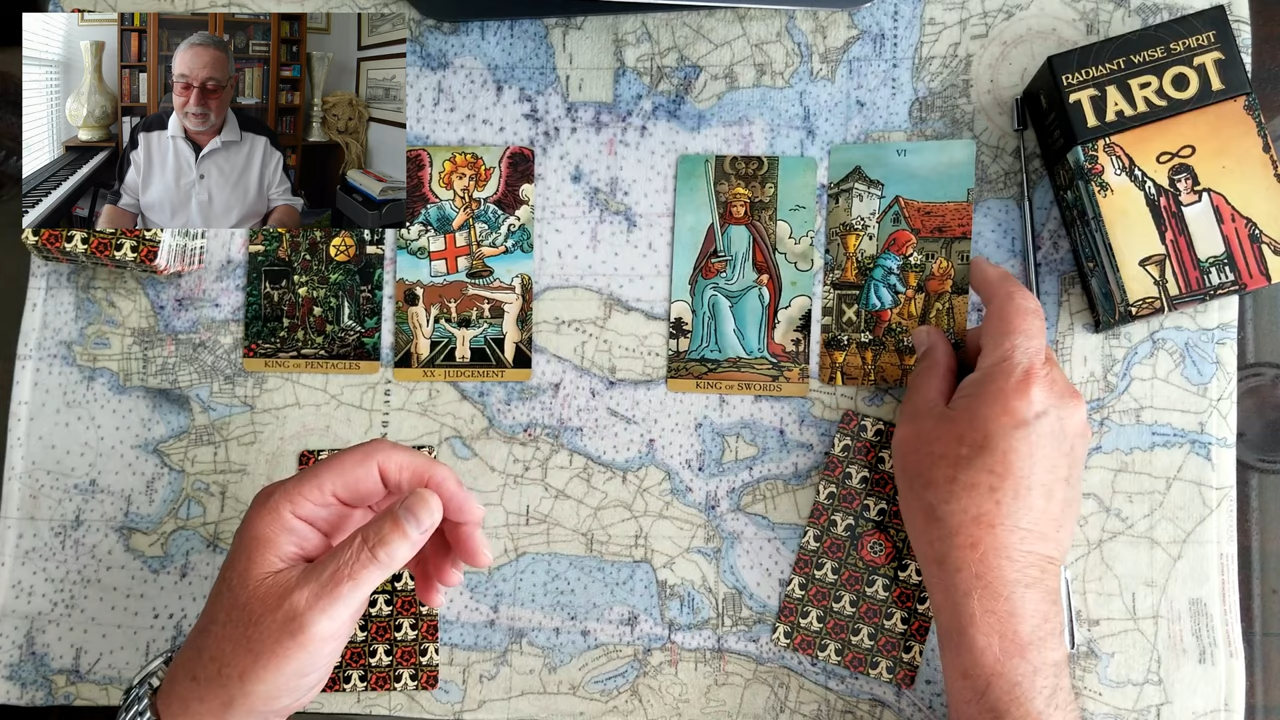 RADIANT WISE SPIRIT
TAROT
VI
KING OF PENTACLES
XX - JUDGEMENT
KING OF SWORDS